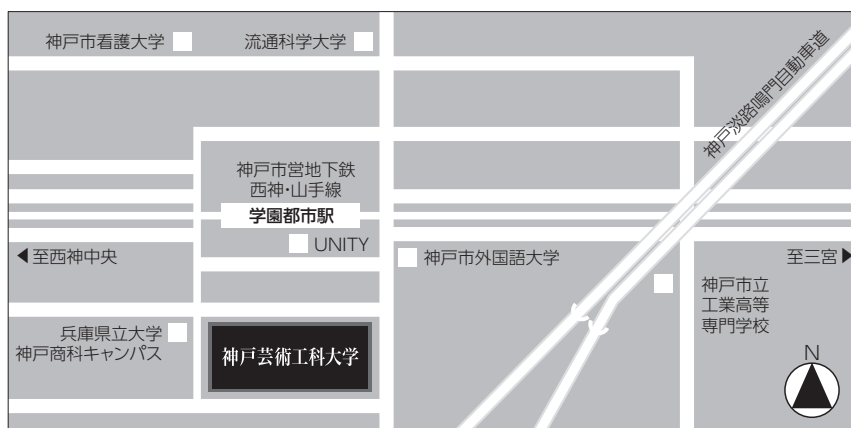 神戸市看護大学
流通科学大学
神戸淡路鳴門自動車道
神戸市営地下鉄
西神・山手線
学園都市駅
UNITY
◀至西神中央
神戸市外国語大学
至三宮▶
神戸市立
工業高等
専門学校
兵庫県立大学
神戸商科キャンパス
神戸芸術工科大学
N